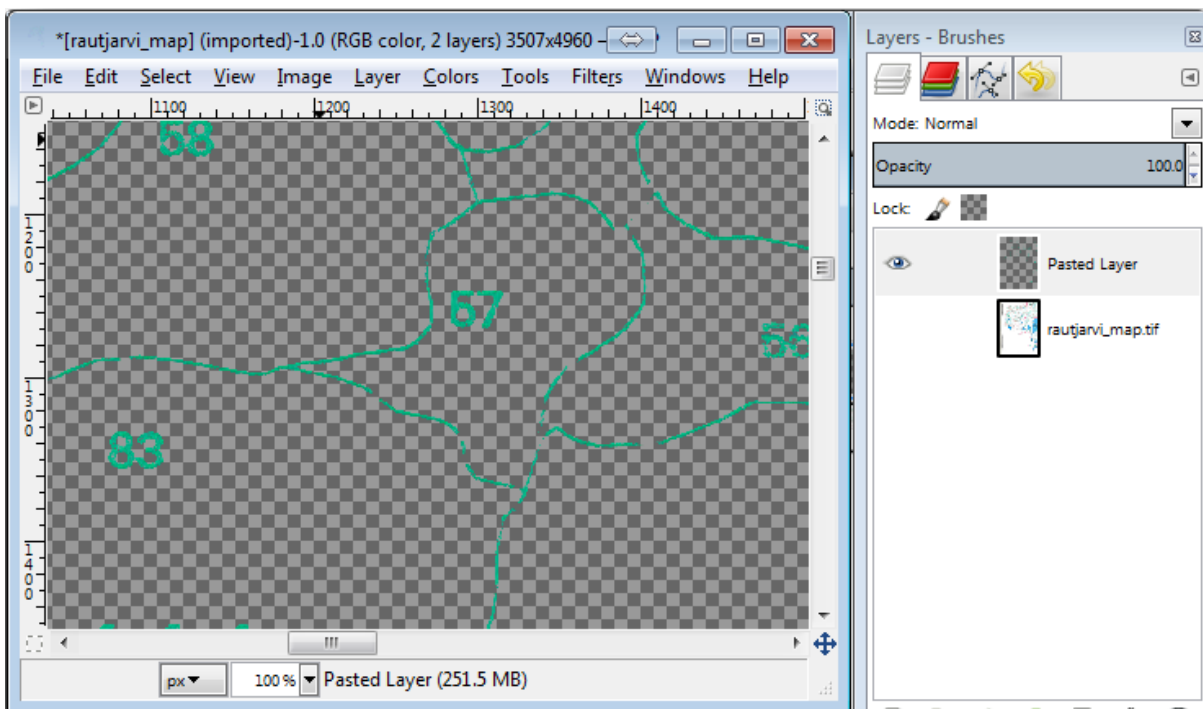 *[rautjarvi_map] (imported)-1.0 (RGB color, 2 layers) 3507x4960 –
File Edit Select View Image Layer Colors Tools Filters Windows Help
1100 1200 1300 1400
58
1200
67
56
1300
83
1400
px 100 % Pasted Layer (251.5 MB)
Layers - Brushes
Mode: Normal
Opacity 100.0
Lock:
Pasted Layer
rautjarvi_map.tif